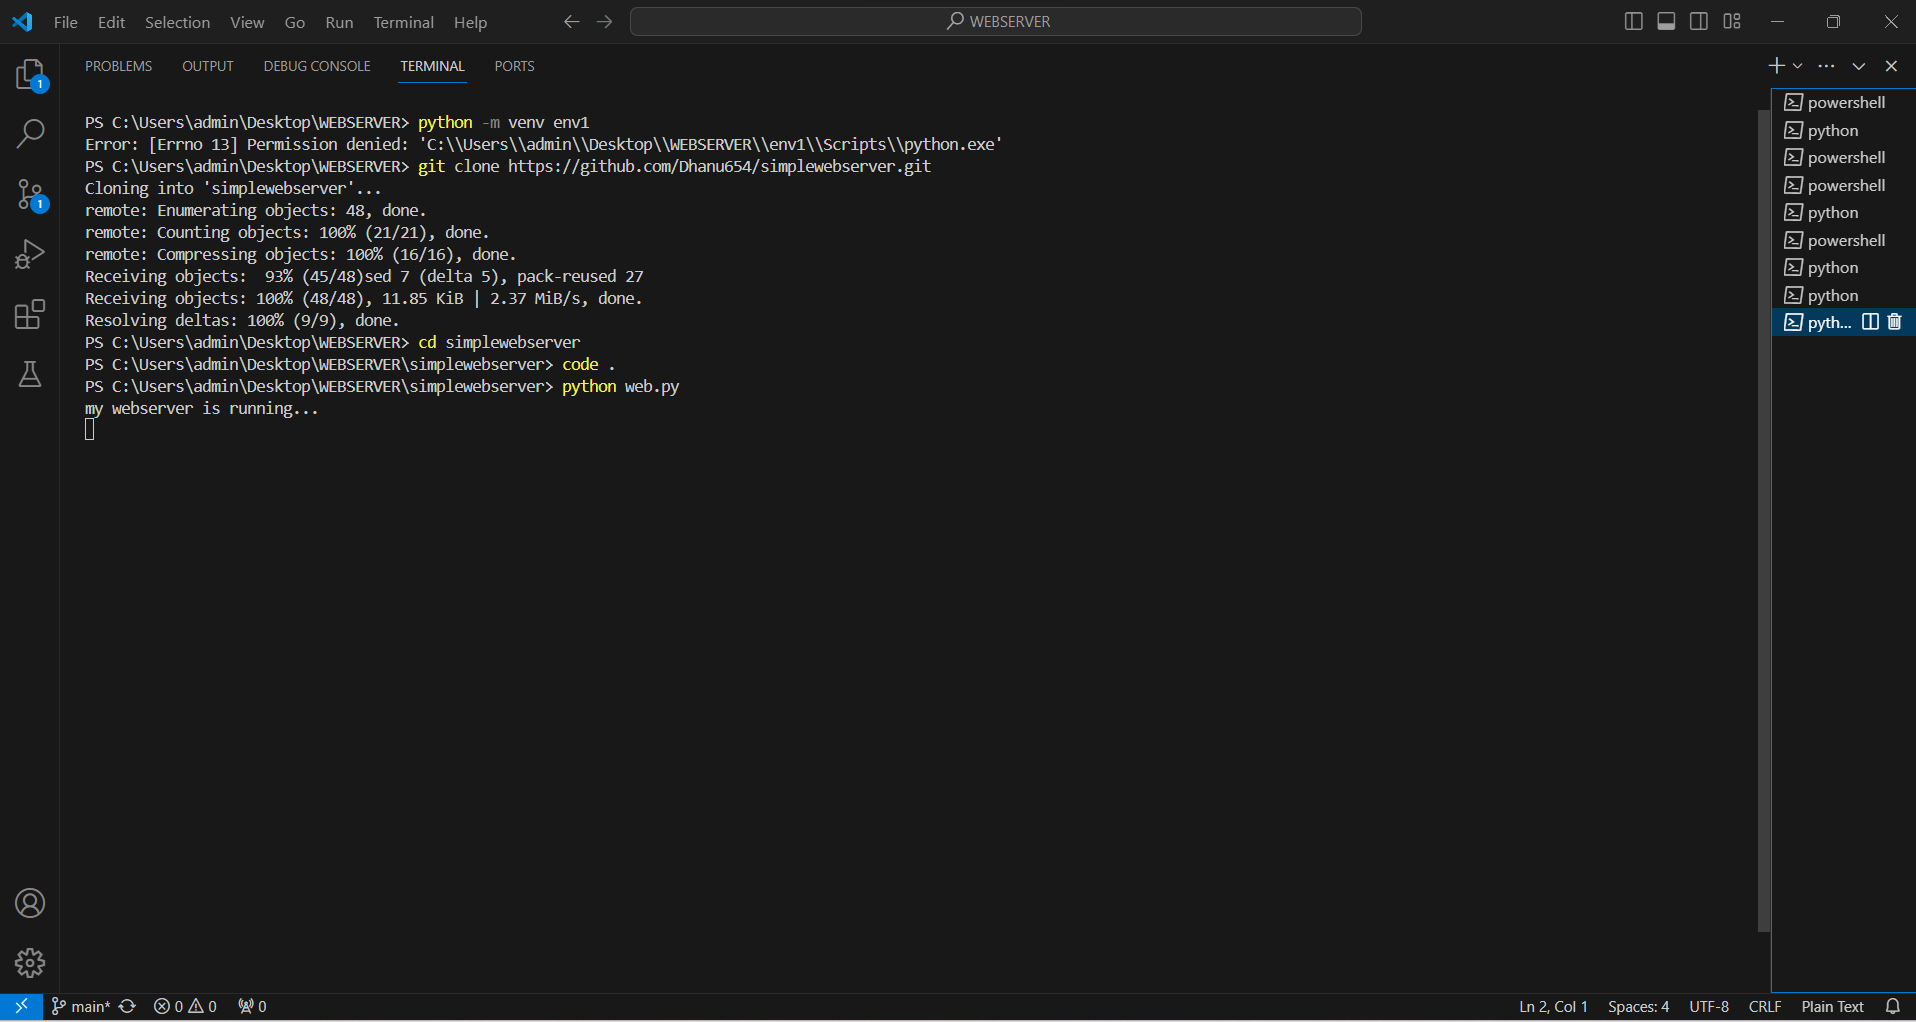 File Edit Selection View Go Run Terminal Help WEBSERVER
PROBLEMS OUTPUT DEBUG CONSOLE TERMINAL PORTS
1
1
PS C:\Users\admin\Desktop\WEBSERVER> python -m venv env1
Error: [Errno 13] Permission denied: 'C:\\Users\\admin\\Desktop\\WEBSERVER\\env1\\Scripts\\python.exe'
PS C:\Users\admin\Desktop\WEBSERVER> git clone https://github.com/Dhanu654/simplewebserver.git
Cloning into 'simplewebserver'...
remote: Enumerating objects: 48, done.
remote: Counting objects: 100% (21/21), done.
remote: Compressing objects: 100% (16/16), done.
Receiving objects:  93% (45/48)sed 7 (delta 5), pack-reused 27
Receiving objects: 100% (48/48), 11.85 KiB | 2.37 MiB/s, done.
Resolving deltas: 100% (9/9), done.
PS C:\Users\admin\Desktop\WEBSERVER> cd simplewebserver
PS C:\Users\admin\Desktop\WEBSERVER\simplewebserver> code .
PS C:\Users\admin\Desktop\WEBSERVER\simplewebserver> python web.py
my webserver is running...
powershell
python
powershell
powershell
python
powershell
python
python
pyth...
main* 0 0 0 Ln 2, Col 1 Spaces: 4 UTF-8 CRLF Plain Text